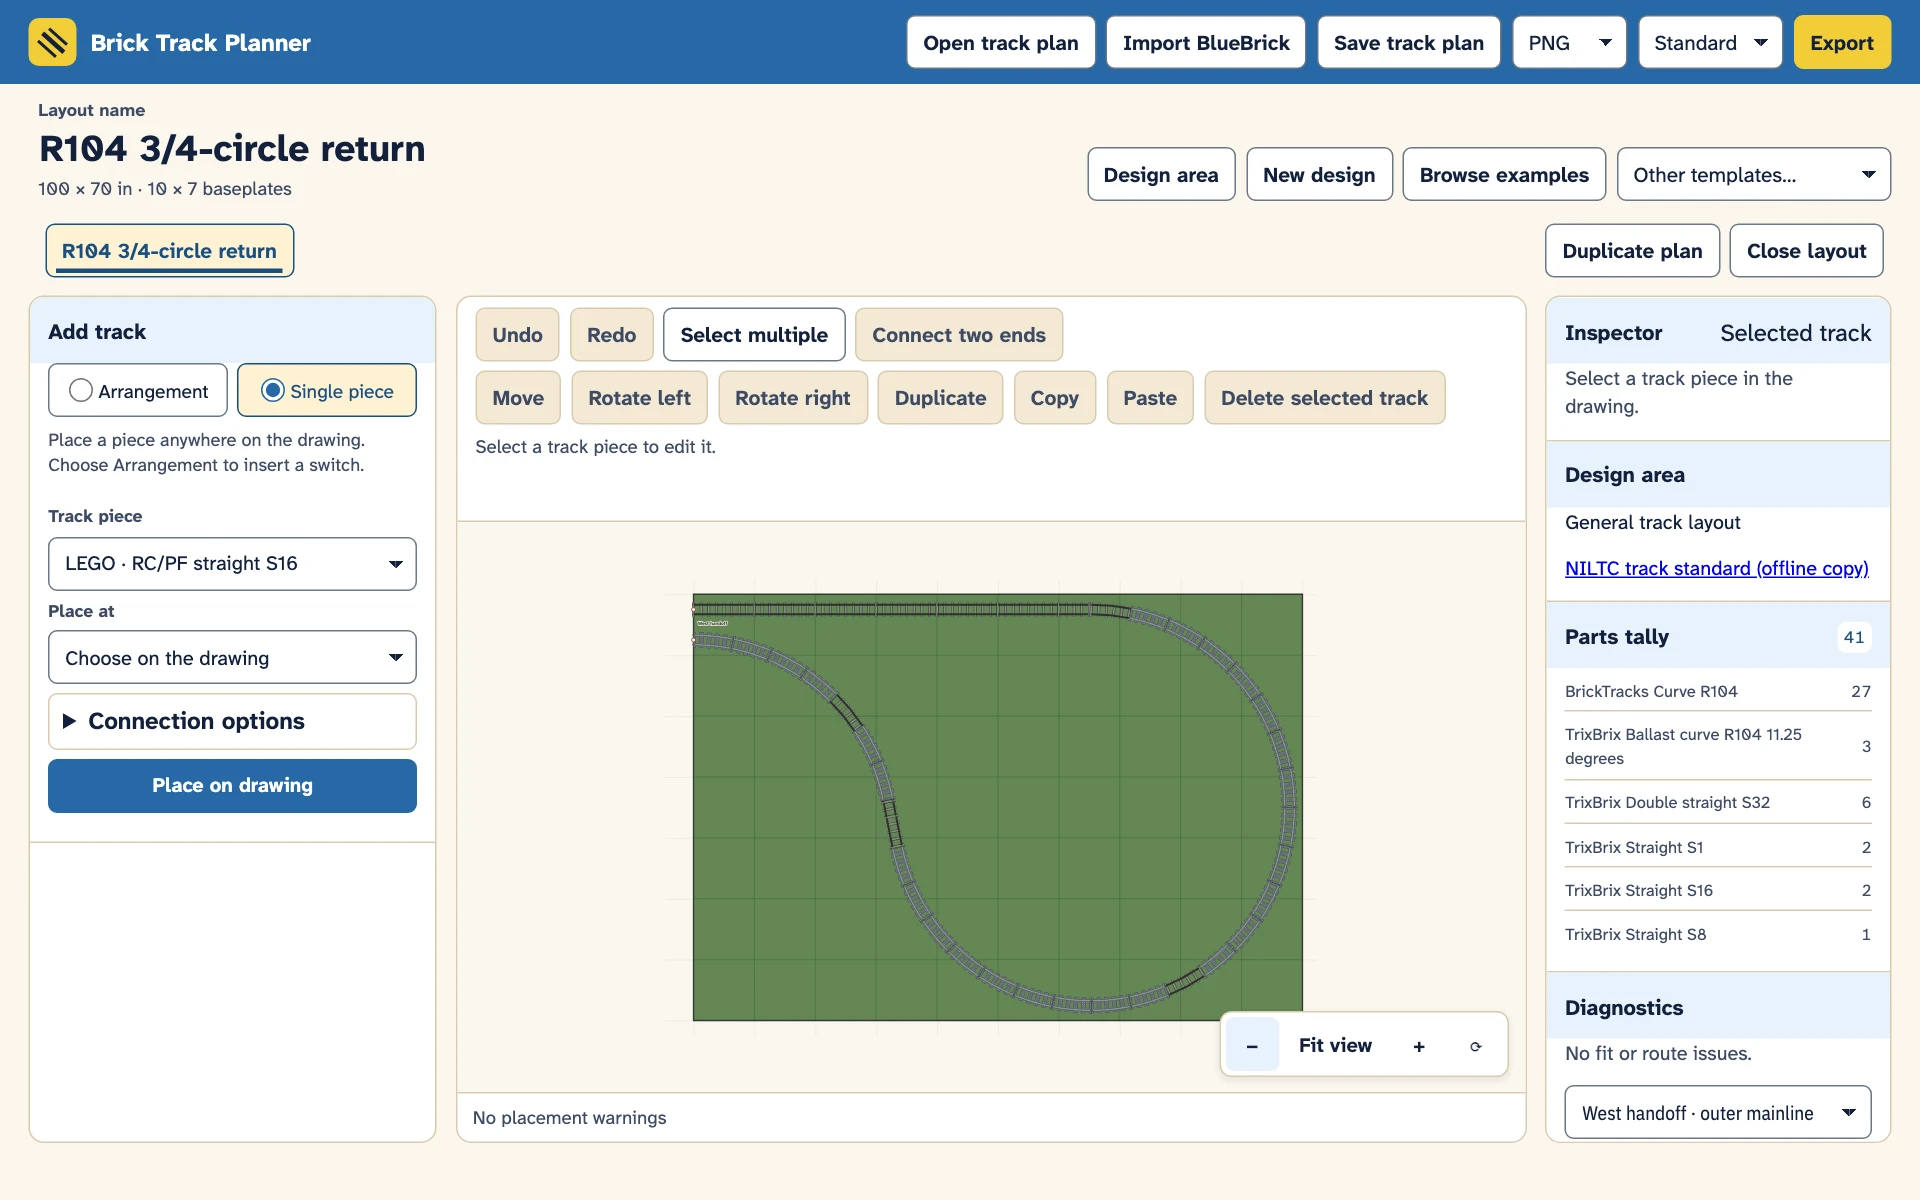 Brick Track Planner
Open track plan
Import BlueBrick
Save track plan
PNG
Standard
Export
Layout name
R104 3/4-circle return
100 × 70 in · 10 × 7 baseplates
Design area
New design
Browse examples
Other templates...
R104 3/4-circle return
Duplicate plan
Close layout
Add track
Arrangement
Single piece
Place a piece anywhere on the drawing.
Choose Arrangement to insert a switch.
Track piece
LEGO · RC/PF straight S16
Place at
Choose on the drawing
Connection options
Place on drawing
Undo
Redo
Select multiple
Connect two ends
Move
Rotate left
Rotate right
Duplicate
Copy
Paste
Delete selected track
Select a track piece to edit it.
West handoff
− Fit view + ⟳
No placement warnings
Inspector
Selected track
Select a track piece in the
drawing.
Design area
General track layout
NILTC track standard (offline copy)
Parts tally 41
BrickTracks Curve R104 27
TrixBrix Ballast curve R104 11.25
degrees 3
TrixBrix Double straight S32 6
TrixBrix Straight S1 2
TrixBrix Straight S16 2
TrixBrix Straight S8 1
Diagnostics
No fit or route issues.
West handoff · outer mainline